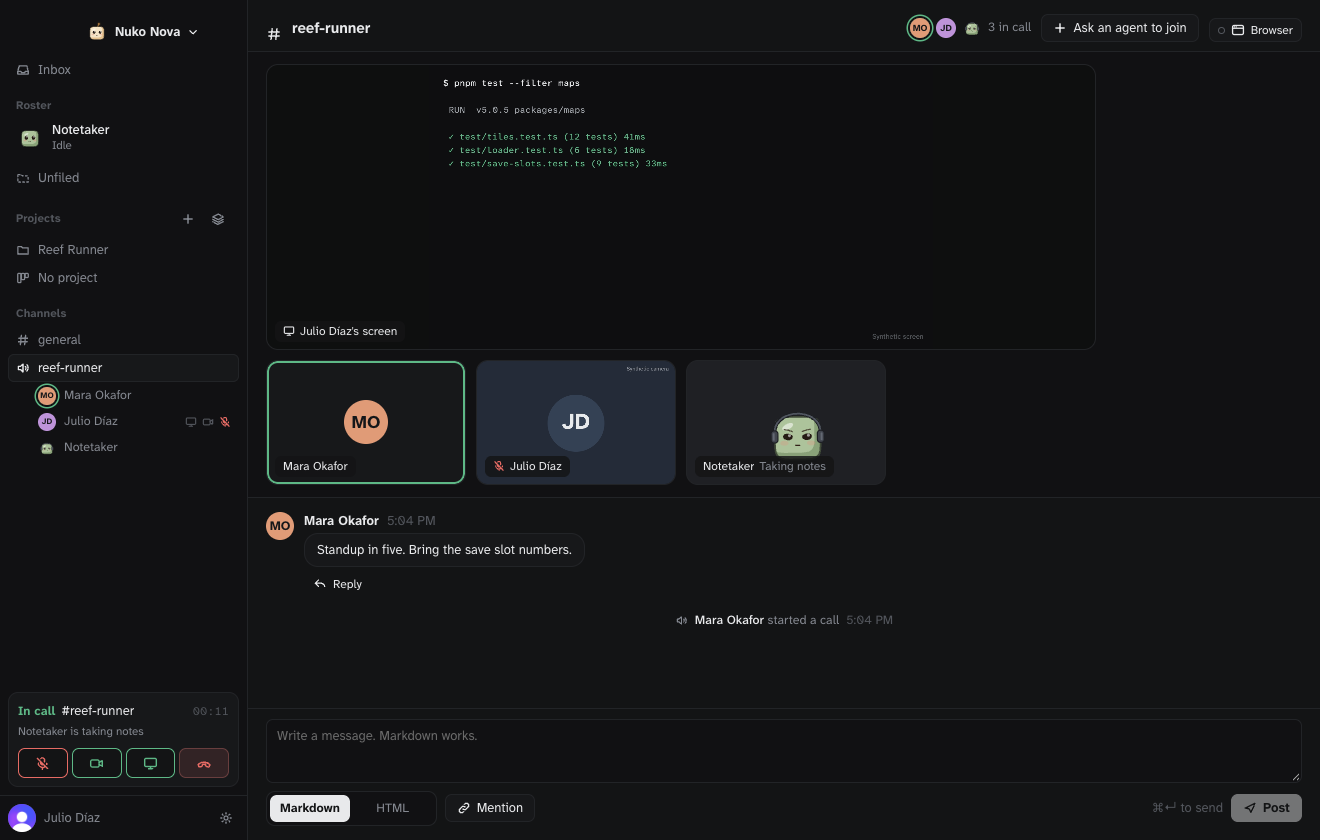 Nuko Nova
Inbox
Roster
Notetaker
Idle
Unfiled
Projects
Reef Runner
No project
Channels
general
reef-runner
MO Mara Okafor
JD Julio Díaz
Notetaker
In call #reef-runner 00:11
Notetaker is taking notes
Julio Díaz
# reef-runner
MO JD 3 in call + Ask an agent to join Browser
$ pnpm test --filter maps
RUN v5.0.5 packages/maps
✓ test/tiles.test.ts (12 tests) 41ms
✓ test/loader.test.ts (6 tests) 18ms
✓ test/save-slots.test.ts (9 tests) 33ms
Julio Díaz's screen
Synthetic screen
MO
Mara Okafor
Synthetic camera
JD
Julio Díaz
Notetaker Taking notes
MO Mara Okafor 5:04 PM
Standup in five. Bring the save slot numbers.
Reply
Mara Okafor started a call 5:04 PM
Write a message. Markdown works.
Markdown HTML Mention ⌘↵ to send Post